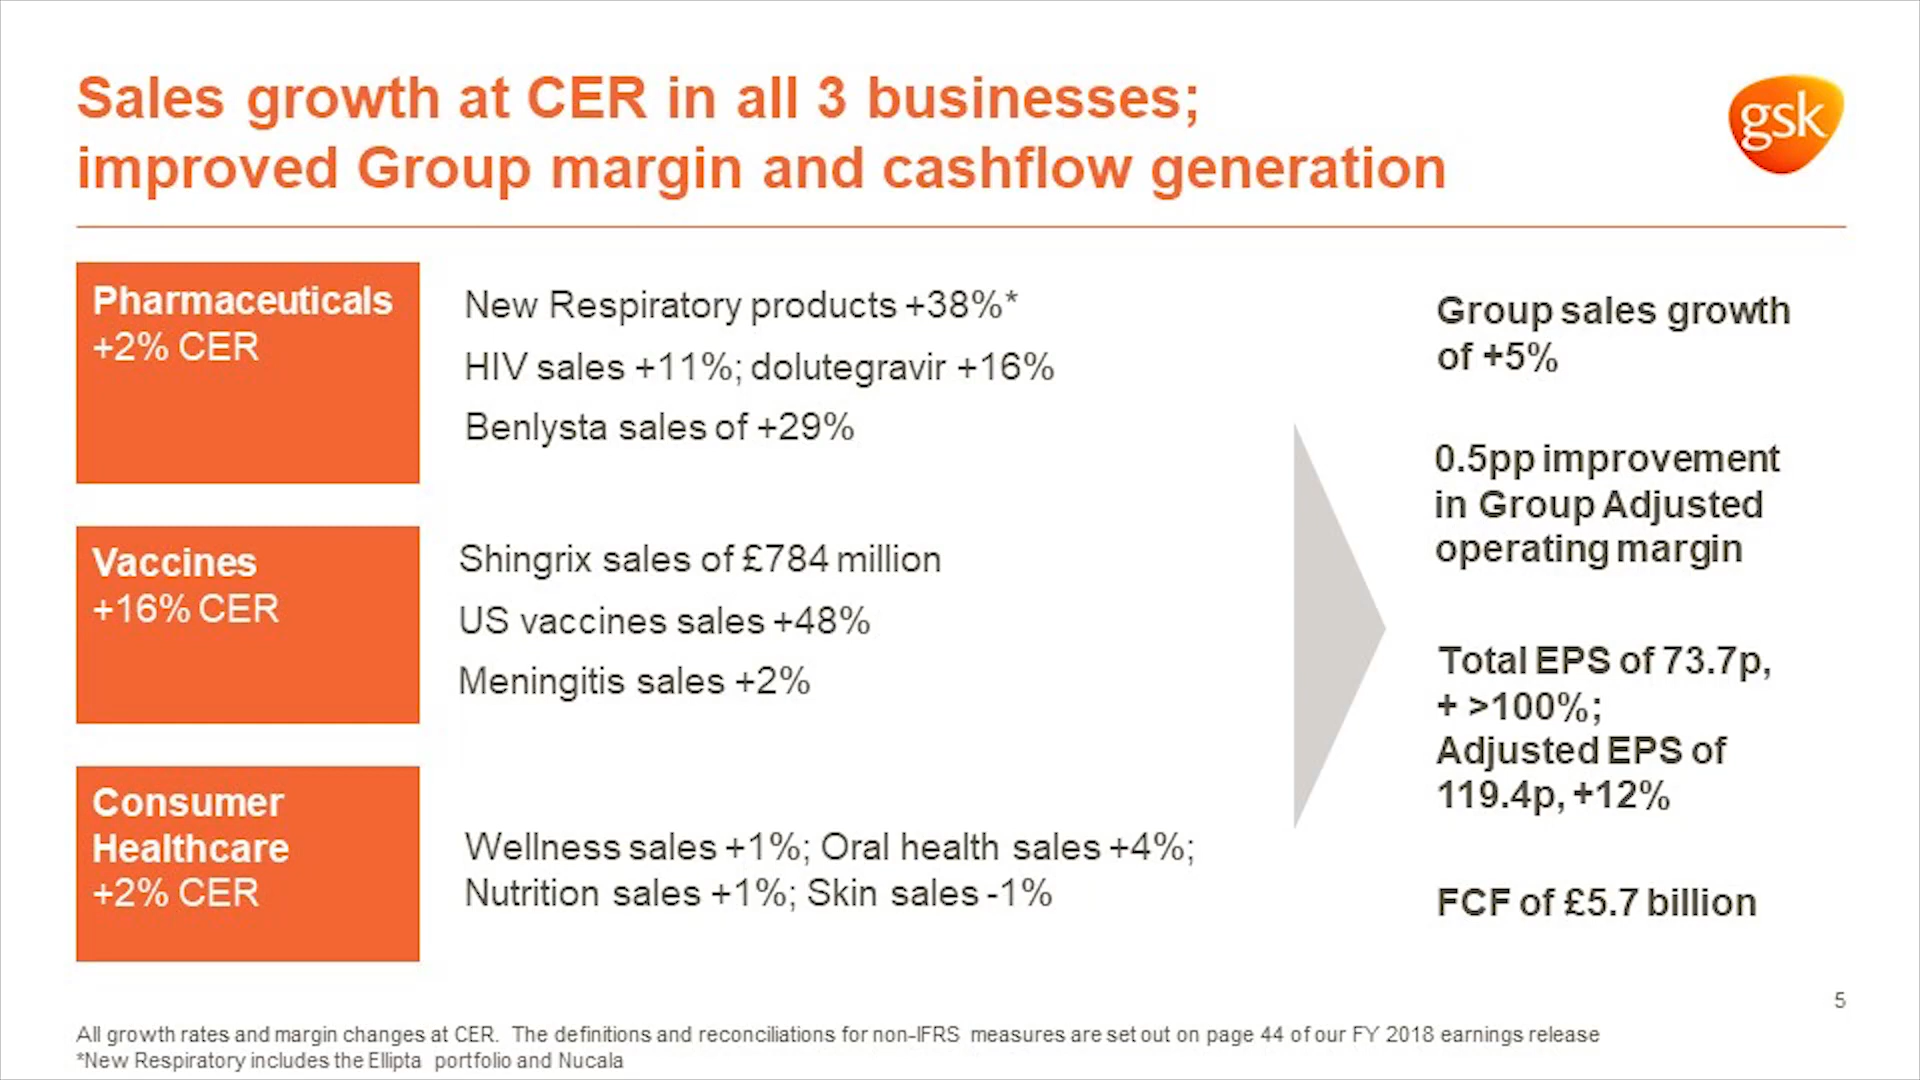 Sales growth at CER in all 3 businesses;
improved Group margin and cashflow generation
gsk
Pharmaceuticals
+2% CER
New Respiratory products +38%*
HIV sales +11%; dolutegravir +16%
Benlysta sales of +29%
Vaccines
+16% CER
Shingrix sales of £784 million
US vaccines sales +48%
Meningitis sales +2%
Consumer
Healthcare
+2% CER
Wellness sales +1%; Oral health sales +4%;
Nutrition sales +1%; Skin sales -1%
Group sales growth
of +5%
0.5pp improvement
in Group Adjusted
operating margin
Total EPS of 73.7p,
+ >100%;
Adjusted EPS of
119.4p, +12%
FCF of £5.7 billion
5
All growth rates and margin changes at CER. The definitions and reconciliations for non-IFRS measures are set out on page 44 of our FY 2018 earnings release
*New Respiratory includes the Ellipta portfolio and Nucala